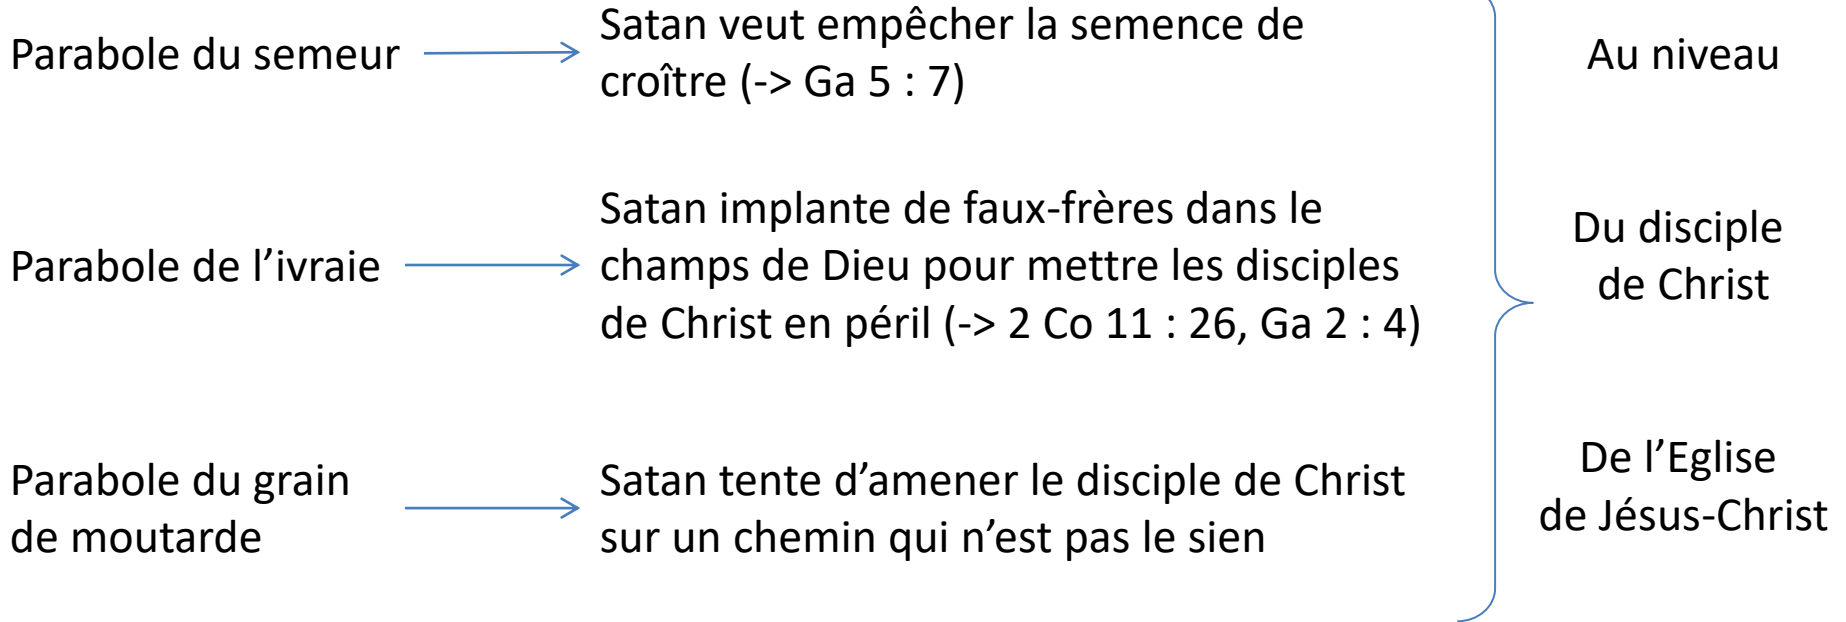 Parabole du semeur
Satan veut empêcher la semence de
croître (-> Ga 5 : 7)
Parabole de l’ivraie
Satan implante de faux-frères dans le
champs de Dieu pour mettre les disciples
de Christ en péril (-> 2 Co 11 : 26, Ga 2 : 4)
Parabole du grain
de moutarde
Satan tente d’amener le disciple de Christ
sur un chemin qui n’est pas le sien
Au niveau
Du disciple
de Christ
De l’Eglise
de Jésus-Christ